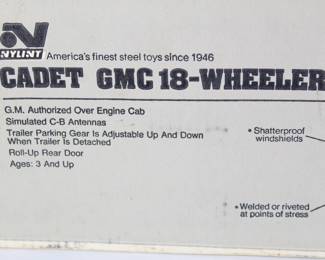 NYLINT
America's finest steel toys since 1946
CADET GMC 18-WHEELER
G.M. Authorized Over Engine Cab
Simulated C-B Antennas
Trailer Parking Gear Is Adjustable Up And Down
When Trailer Is Detached
Roll-Up Rear Door
Ages: 3 And Up
• Shatterproof
windshields
• Welded or riveted
at points of stress